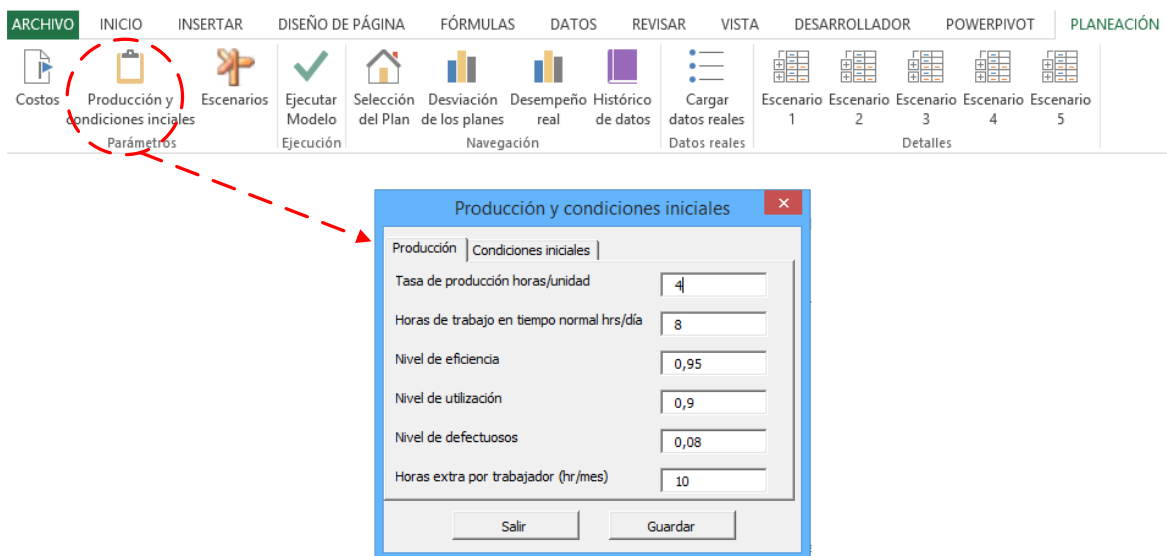 ARCHIVO INICIO INSERTAR DISEÑO DE PÁGINA FÓRMULAS DATOS REVISAR VISTA DESARROLLADOR POWERPIVOT PLANEACIÓN
Costos Producción y Escenarios Ejecutar Selección Desviación Desempeño Histórico Cargar Escenario Escenario Escenario Escenario Escenario
condiciones inciales Modelo del Plan de los planes real de datos datos reales 1 2 3 4 5
Parámetros Ejecución Navegación Datos reales Detalles
Producción y condiciones iniciales
Producción Condiciones iniciales
Tasa de producción horas/unidad 4
Horas de trabajo en tiempo normal hrs/día 8
Nivel de eficiencia 0,95
Nivel de utilización 0,9
Nivel de defectuosos 0,08
Horas extra por trabajador (hr/mes) 10
Salir Guardar